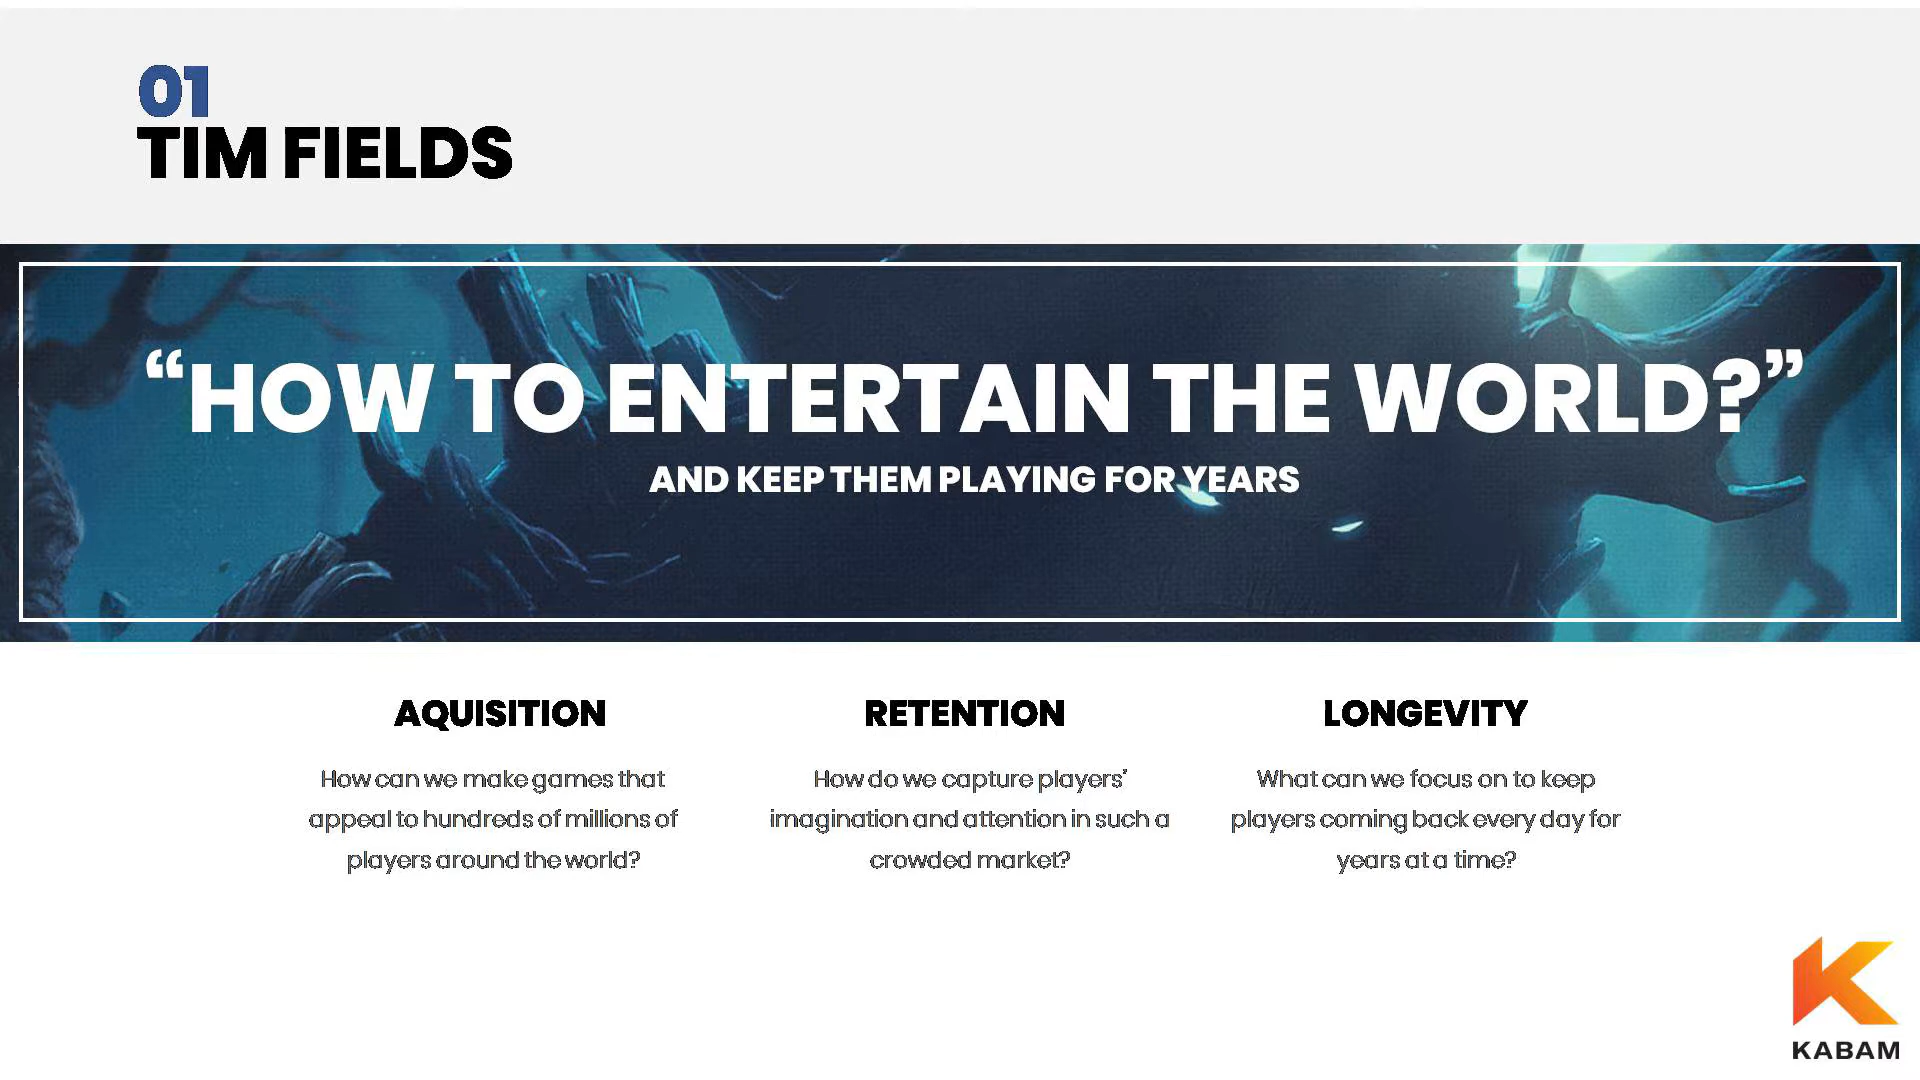 01
TIM FIELDS
“HOW TO ENTERTAIN THE WORLD?”
AND KEEP THEM PLAYING FOR YEARS
AQUISITION
How can we make games that
appeal to hundreds of millions of
players around the world?
RETENTION
How do we capture players’
imagination and attention in such a
crowded market?
LONGEVITY
What can we focus on to keep
players coming back every day for
years at a time?
KABAM